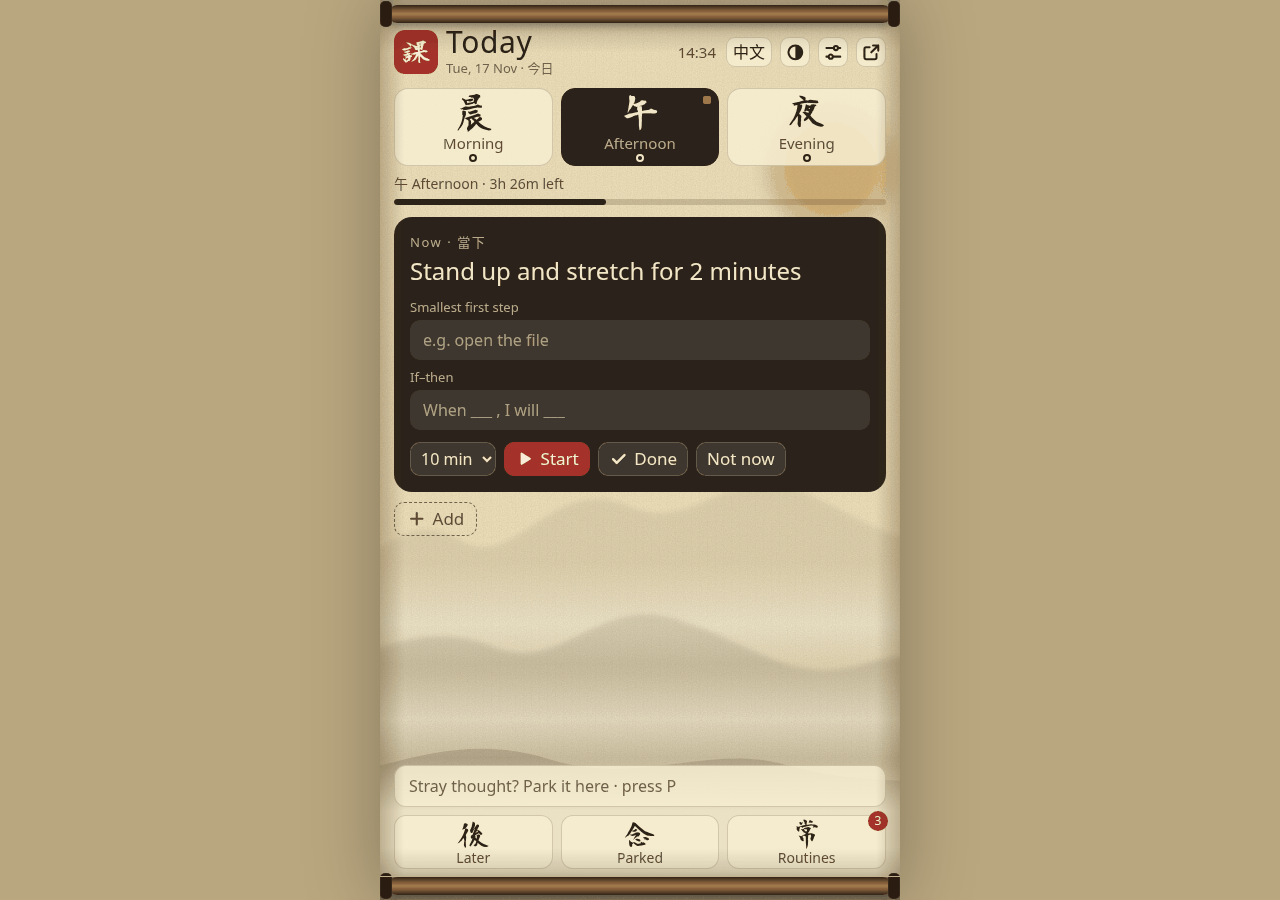 課
Today
Tue, 17 Nov · 今日
14:34
中文
晨
Morning
午
Afternoon
夜
Evening
午 Afternoon · 3h 26m left
Now · 當下
Stand up and stretch for 2 minutes
Smallest first step
e.g. open the file
If–then
When ___ , I will ___
10 min
Start
Done
Not now
Add
Stray thought? Park it here · press P
後
Later
念
Parked
常
Routines
3